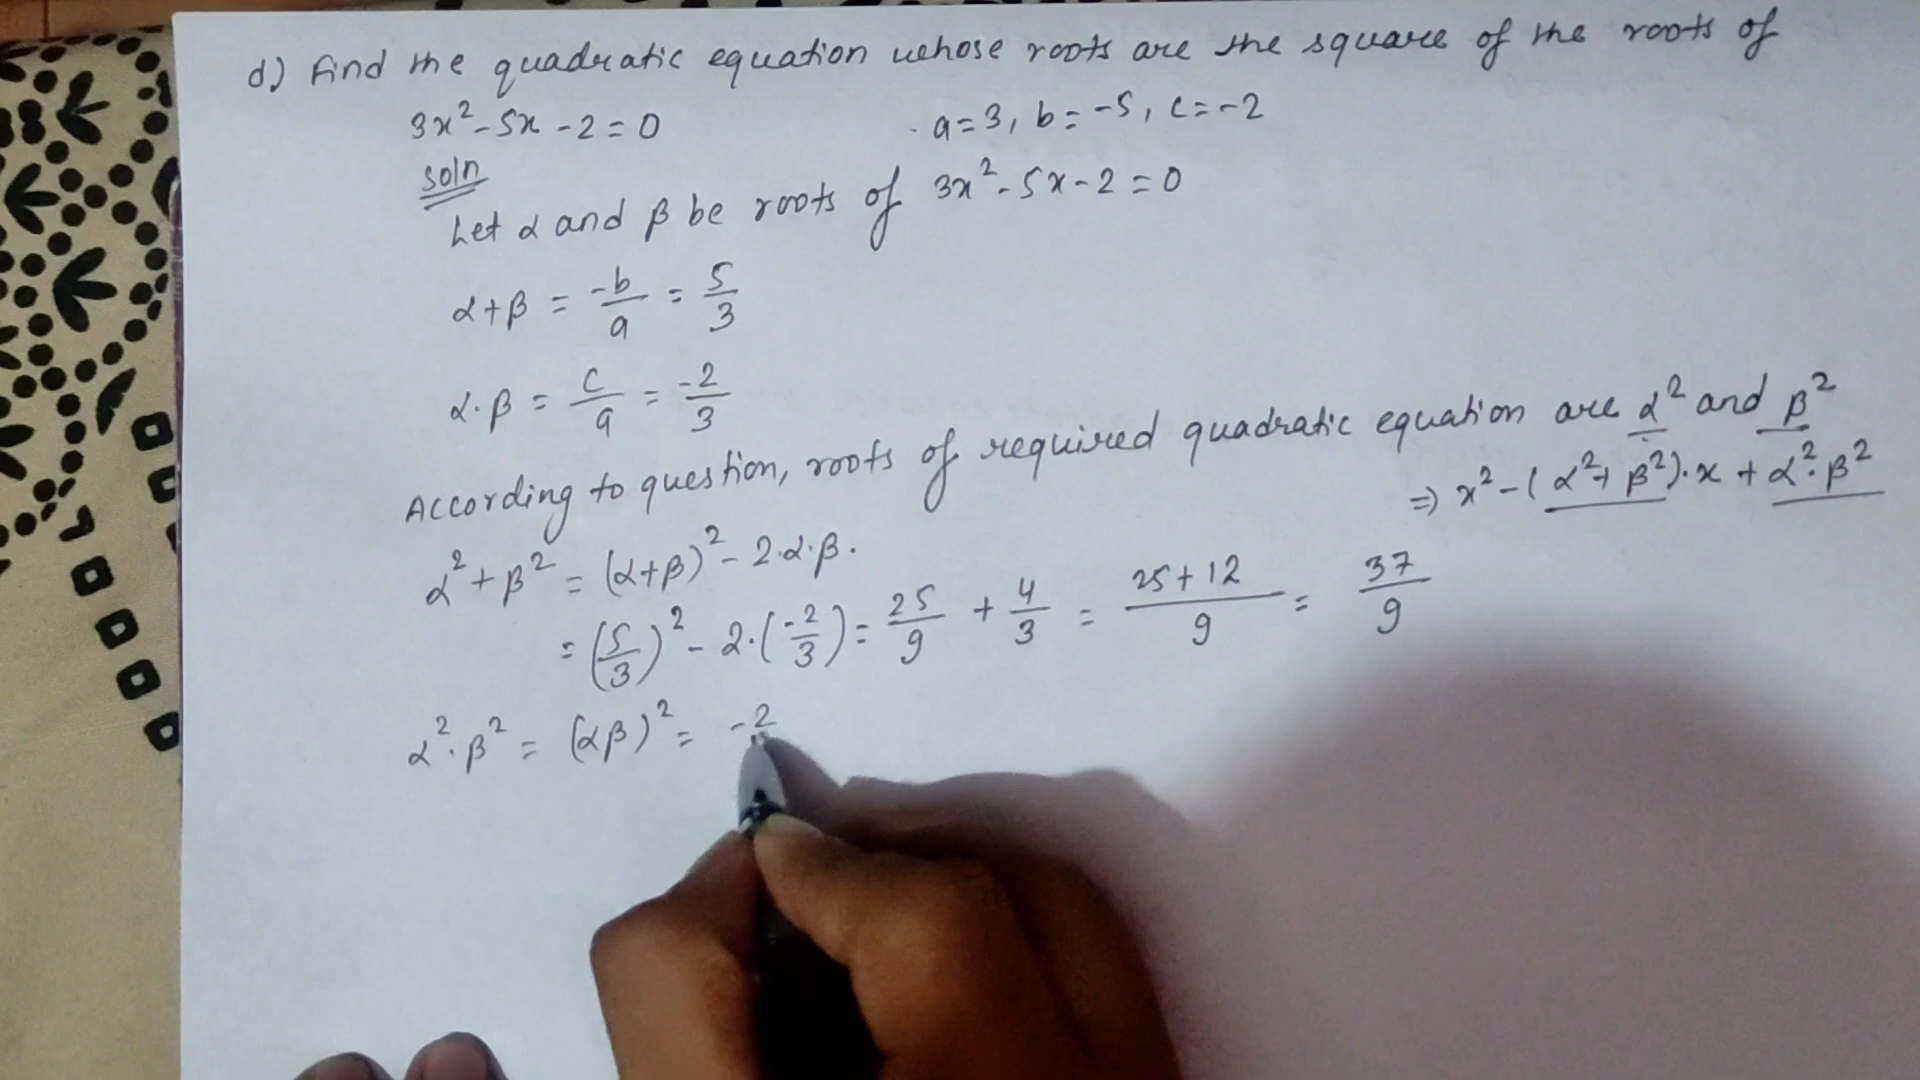 d) Find the quadratic equation whose roots are the square of the roots of
3x² - 5x - 2 = 0
a = 3, b = -5, c = -2
soln
Let α and β be roots of 3x² - 5x - 2 = 0
α + β = -b/a = 5/3
α·β = c/a = -2/3
According to question, roots of required quadratic equation are α² and β²
⇒ x² - (α² + β²)·x + α²·β²
α² + β² = (α+β)² - 2·α·β.
= (5/3)² - 2·(-2/3) = 25/9 + 4/3 = 25+12/9 = 37/9
α²·β² = (αβ)² = -2